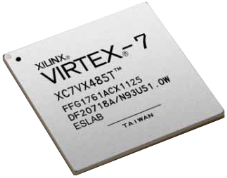 XILINX®
VIRTEX®-7
XC7VX485T™
FFG1761ACX1125
DF20718A/N93U51.0W
ESLAB
TAIWAN